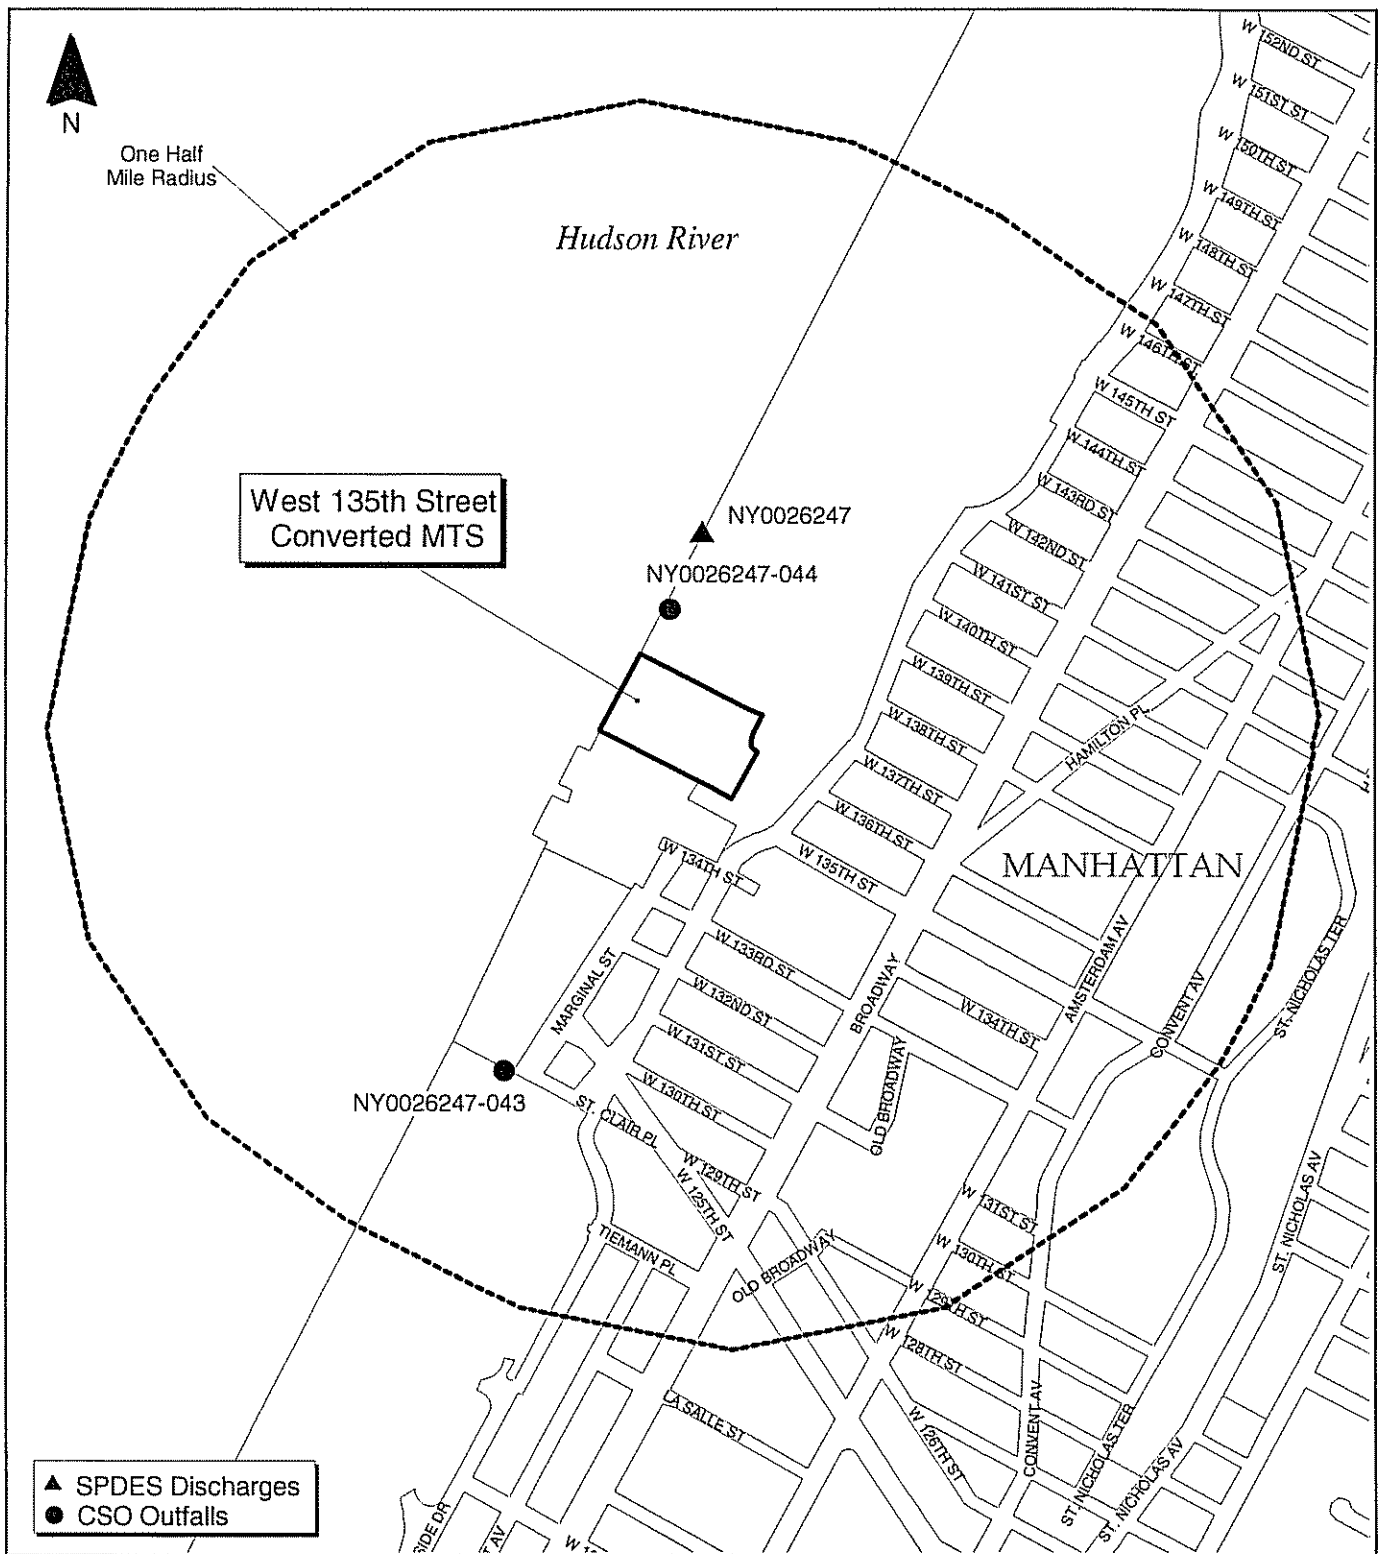 N
One Half
Mile Radius
Hudson River
W 152ND ST
W 151ST ST
W 150TH ST
W 149TH ST
W 148TH ST
W 147TH ST
W 146TH ST
W 145TH ST
W 144TH ST
W 143RD ST
W 142ND ST
W 141ST ST
W 140TH ST
W 139TH ST
W 138TH ST
W 137TH ST
W 136TH ST
W 135TH ST
West 135th Street
Converted MTS
NY0026247
NY0026247-044
HAMILTON PL
MANHATTAN
W 134TH ST
W 133RD ST
W 132ND ST
W 131ST ST
W 130TH ST
MARGINAL ST
BROADWAY
AMSTERDAM AV
CONVENT AV
ST. NICHOLAS TER
W 134TH ST
OLD BROADWAY
NY0026247-043
ST. CLAIR PL
W 129TH ST
W 125TH ST
TIEMANN PL
OLD BROADWAY
W 131ST ST
W 130TH ST
W 129TH ST
W 128TH ST
ST. NICHOLAS AV
LA SALLE ST
W 126TH ST
CONVENT AV
ST. NICHOLAS TER
ST. NICHOLAS AV
SPDES Discharges
CSO Outfalls
SIDE DR
AV
W